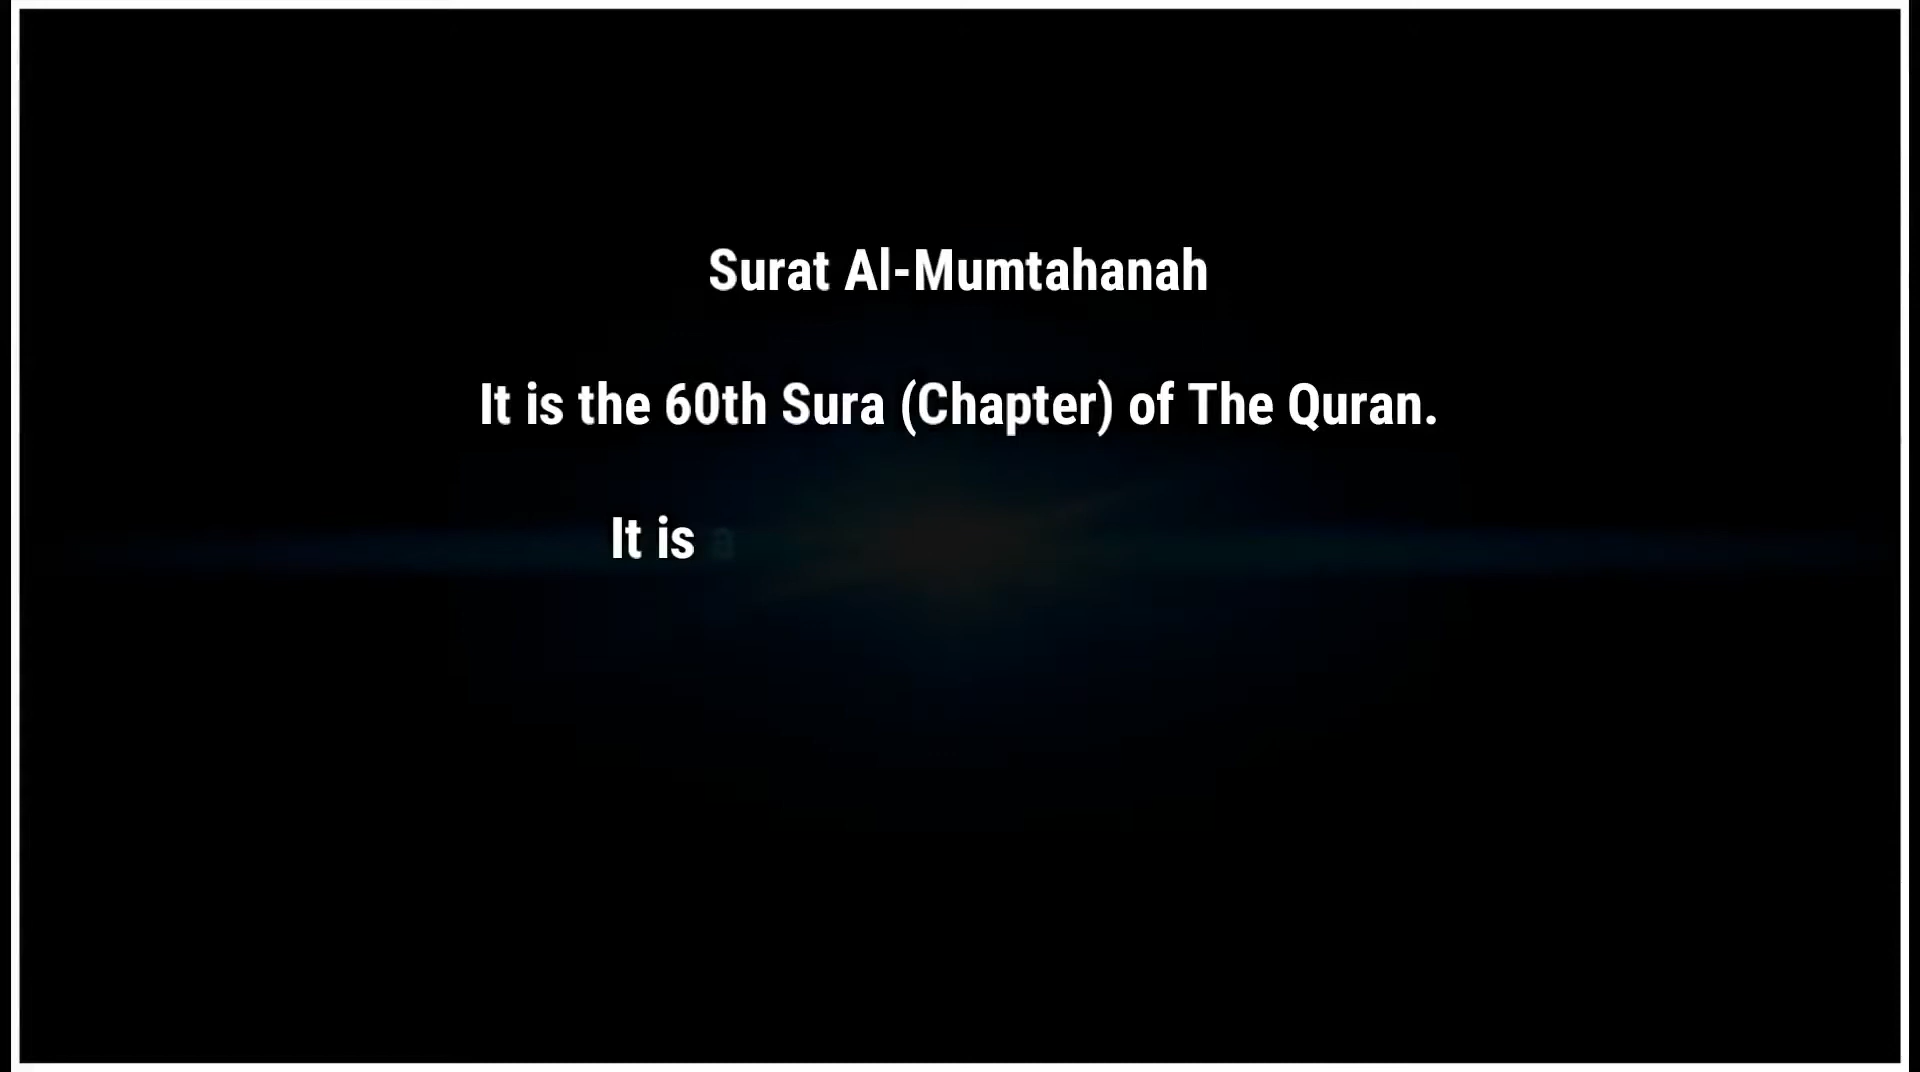 Surat Al-Mumtahanah
It is the 60th Sura (Chapter) of The Quran.
It is a